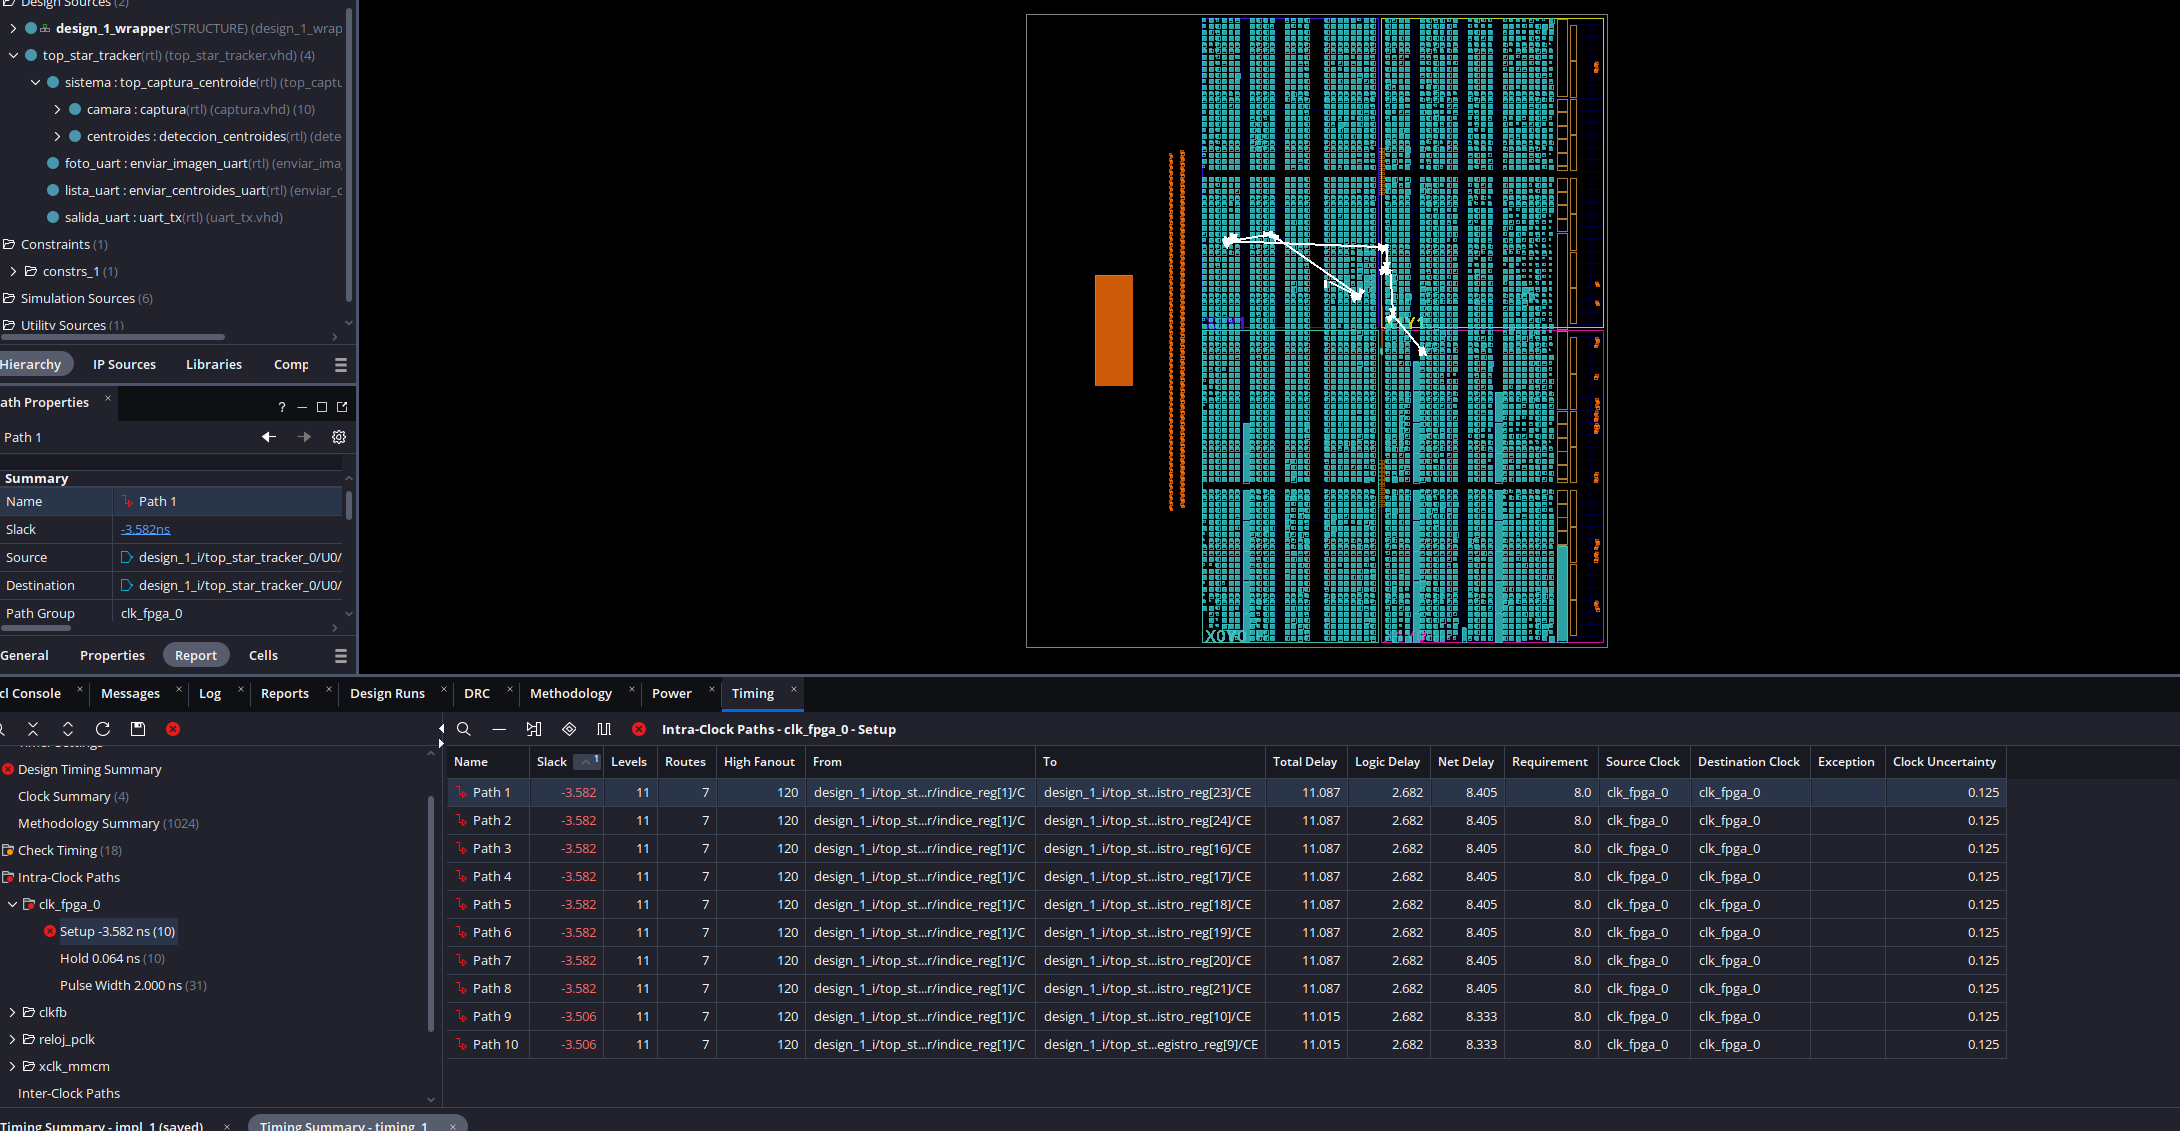 Design Sources (2)
design_1_wrapper(STRUCTURE) (design_1_wrap
top_star_tracker(rtl) (top_star_tracker.vhd) (4)
sistema : top_captura_centroide(rtl) (top_captu
camara : captura(rtl) (captura.vhd) (10)
centroides : deteccion_centroides(rtl) (dete
foto_uart : enviar_imagen_uart(rtl) (enviar_ima
lista_uart : enviar_centroides_uart(rtl) (enviar_c
salida_uart : uart_tx(rtl) (uart_tx.vhd)
Constraints (1)
constrs_1 (1)
Simulation Sources (6)
Utility Sources (1)
Hierarchy IP Sources Libraries Comp
ath Properties
Path 1
Summary
Name Path 1
Slack -3.582ns
Source design_1_i/top_star_tracker_0/U0/
Destination design_1_i/top_star_tracker_0/U0/
Path Group clk_fpga_0
General Properties Report Cells
X0Y0
cl Console Messages Log Reports Design Runs DRC Methodology Power Timing
Intra-Clock Paths - clk_fpga_0 - Setup
Design Timing Summary
Clock Summary (4)
Methodology Summary (1024)
Check Timing (18)
Intra-Clock Paths
clk_fpga_0
Setup -3.582 ns (10)
Hold 0.064 ns (10)
Pulse Width 2.000 ns (31)
clkfb
reloj_pclk
xclk_mmcm
Inter-Clock Paths
Name Slack 1 Levels Routes High Fanout From To Total Delay Logic Delay Net Delay Requirement Source Clock Destination Clock Exception Clock Uncertainty
Path 1 -3.582 11 7 120 design_1_i/top_st...r/indice_reg[1]/C design_1_i/top_st...istro_reg[23]/CE 11.087 2.682 8.405 8.0 clk_fpga_0 clk_fpga_0 0.125
Path 2 -3.582 11 7 120 design_1_i/top_st...r/indice_reg[1]/C design_1_i/top_st...istro_reg[24]/CE 11.087 2.682 8.405 8.0 clk_fpga_0 clk_fpga_0 0.125
Path 3 -3.582 11 7 120 design_1_i/top_st...r/indice_reg[1]/C design_1_i/top_st...istro_reg[16]/CE 11.087 2.682 8.405 8.0 clk_fpga_0 clk_fpga_0 0.125
Path 4 -3.582 11 7 120 design_1_i/top_st...r/indice_reg[1]/C design_1_i/top_st...istro_reg[17]/CE 11.087 2.682 8.405 8.0 clk_fpga_0 clk_fpga_0 0.125
Path 5 -3.582 11 7 120 design_1_i/top_st...r/indice_reg[1]/C design_1_i/top_st...istro_reg[18]/CE 11.087 2.682 8.405 8.0 clk_fpga_0 clk_fpga_0 0.125
Path 6 -3.582 11 7 120 design_1_i/top_st...r/indice_reg[1]/C design_1_i/top_st...istro_reg[19]/CE 11.087 2.682 8.405 8.0 clk_fpga_0 clk_fpga_0 0.125
Path 7 -3.582 11 7 120 design_1_i/top_st...r/indice_reg[1]/C design_1_i/top_st...istro_reg[20]/CE 11.087 2.682 8.405 8.0 clk_fpga_0 clk_fpga_0 0.125
Path 8 -3.582 11 7 120 design_1_i/top_st...r/indice_reg[1]/C design_1_i/top_st...istro_reg[21]/CE 11.087 2.682 8.405 8.0 clk_fpga_0 clk_fpga_0 0.125
Path 9 -3.506 11 7 120 design_1_i/top_st...r/indice_reg[1]/C design_1_i/top_st...istro_reg[10]/CE 11.015 2.682 8.333 8.0 clk_fpga_0 clk_fpga_0 0.125
Path 10 -3.506 11 7 120 design_1_i/top_st...r/indice_reg[1]/C design_1_i/top_st...egistro_reg[9]/CE 11.015 2.682 8.333 8.0 clk_fpga_0 clk_fpga_0 0.125
Timing Summary - impl_1 (saved) Timing Summary - timing_1